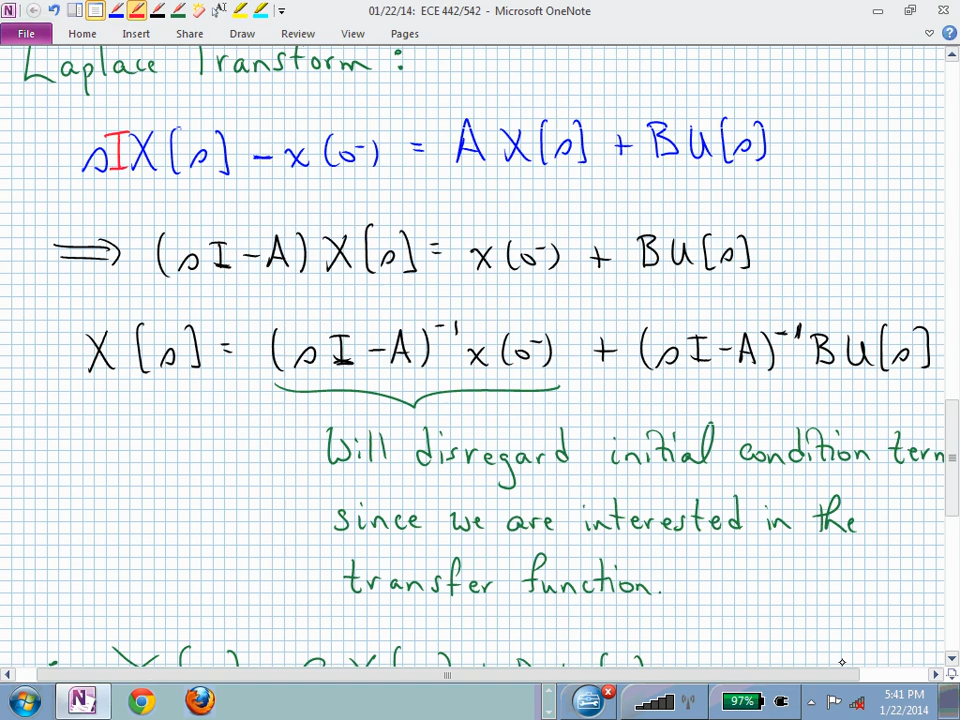 01/22/14: ECE 442/542 - Microsoft OneNote
File Home Insert Share Draw Review View Pages
Laplace Transform:
sIX[s] - x(0⁻) = AX[s] + BU[s]
⟹ (sI-A)X[s] = x(0⁻) + BU[s]
X[s] = (sI-A)⁻¹x(0⁻) + (sI-A)⁻¹BU[s]
Will disregard initial condition term
since we are interested in the
transfer function.
97%
5:41 PM
1/22/2014